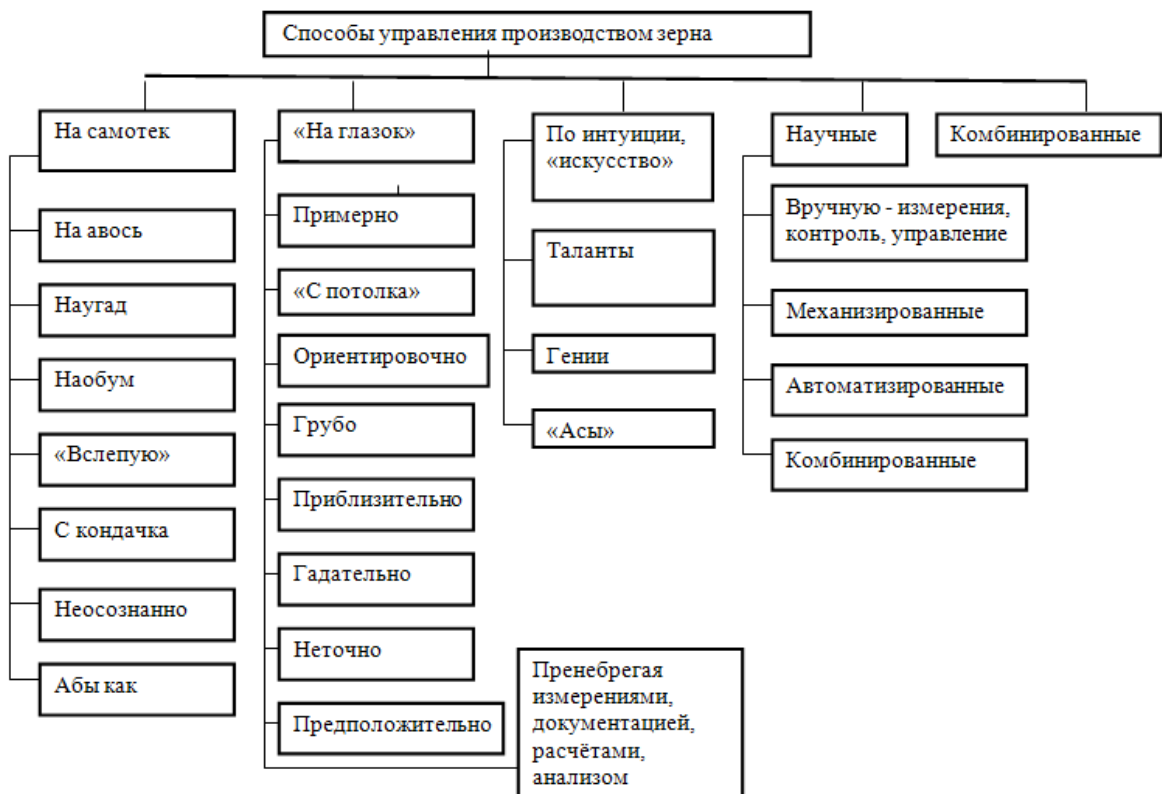 Способы управления производством зерна
На самотек
На авось
Наугад
Наобум
«Вслепую»
С кондачка
Неосознанно
Абы как
«На глазок»
Примерно
«С потолка»
Ориентировочно
Грубо
Приблизительно
Гадательно
Неточно
Предположительно
Пренебрегая
измерениями,
документацией,
расчётами,
анализом
По интуиции,
«искусство»
Таланты
Гении
«Асы»
Научные
Вручную - измерения,
контроль, управление
Механизированные
Автоматизированные
Комбинированные
Комбинированные